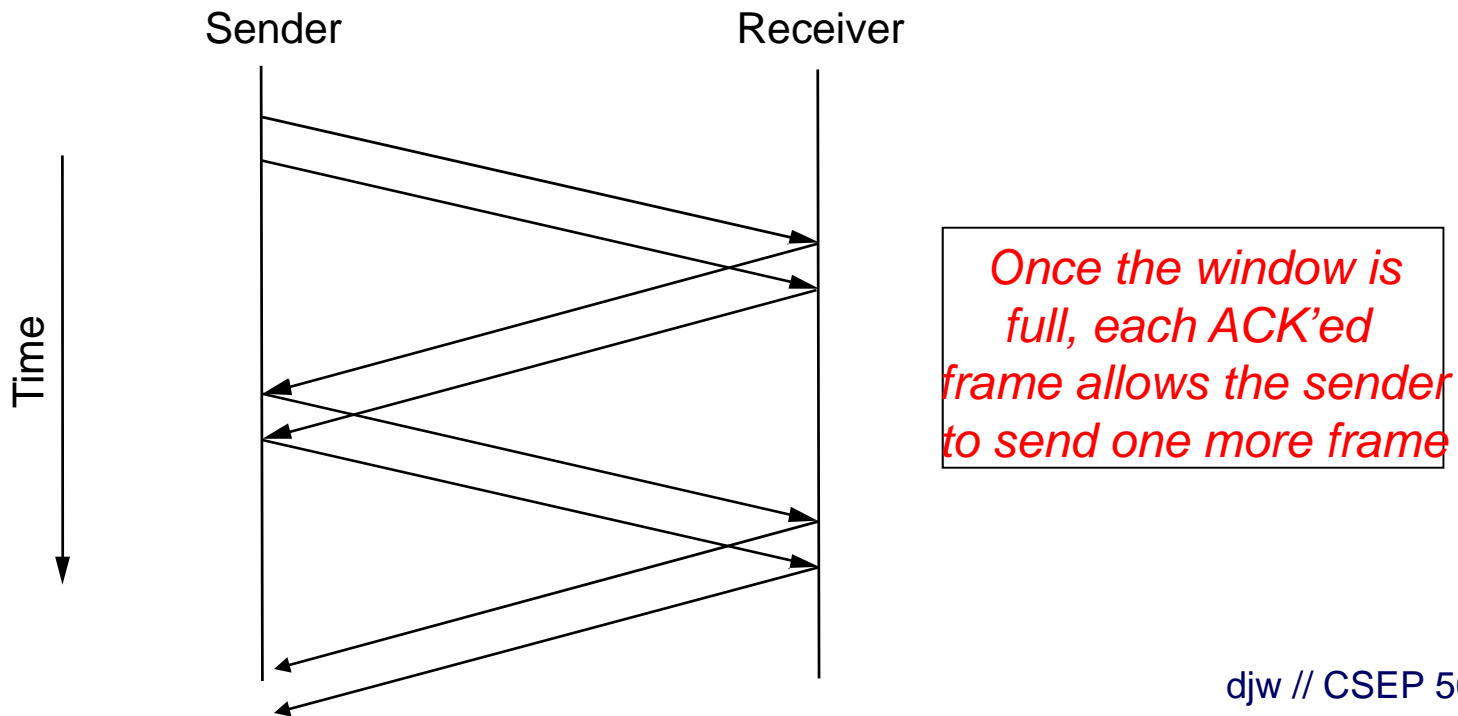 Sender
Receiver
Time
Once the window is
full, each ACK’ed
frame allows the sender
to send one more frame
djw // CSEP 50